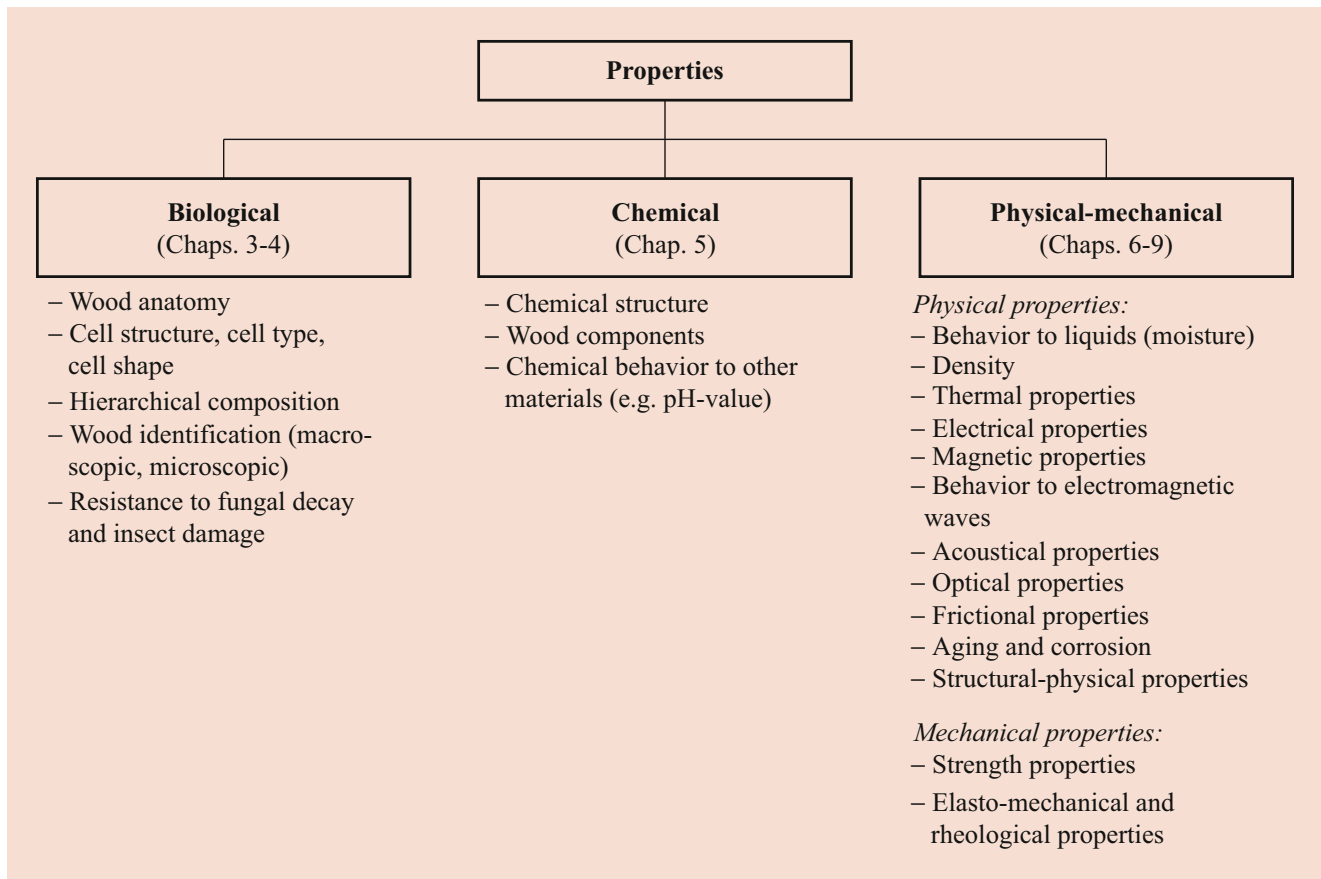 Properties
Biological
(Chaps. 3-4)
– Wood anatomy
– Cell structure, cell type,
cell shape
– Hierarchical composition
– Wood identification (macro-
scopic, microscopic)
– Resistance to fungal decay
and insect damage
Chemical
(Chap. 5)
– Chemical structure
– Wood components
– Chemical behavior to other
materials (e.g. pH-value)
Physical-mechanical
(Chaps. 6-9)
Physical properties:
– Behavior to liquids (moisture)
– Density
– Thermal properties
– Electrical properties
– Magnetic properties
– Behavior to electromagnetic
waves
– Acoustical properties
– Optical properties
– Frictional properties
– Aging and corrosion
– Structural-physical properties
Mechanical properties:
– Strength properties
– Elasto-mechanical and
rheological properties